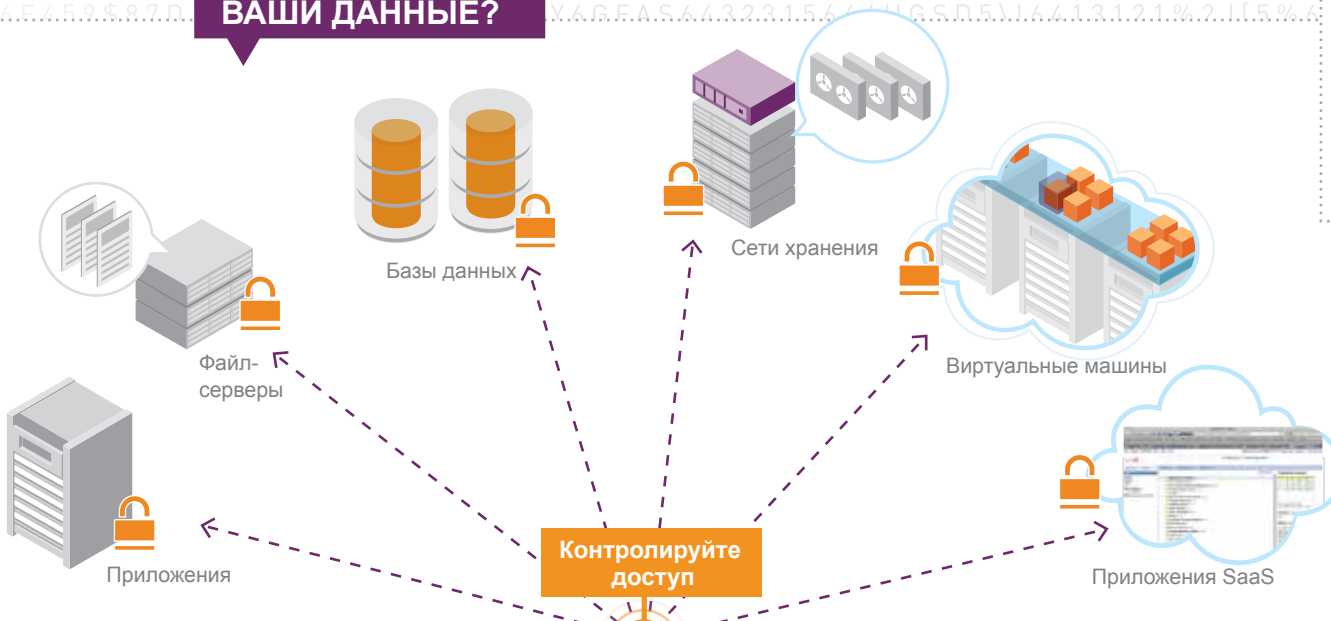 ВАШИ ДАННЫЕ?
Базы данных
Сети хранения
Файл-
серверы
Виртуальные машины
Приложения
Контролируйте
доступ
Приложения SaaS